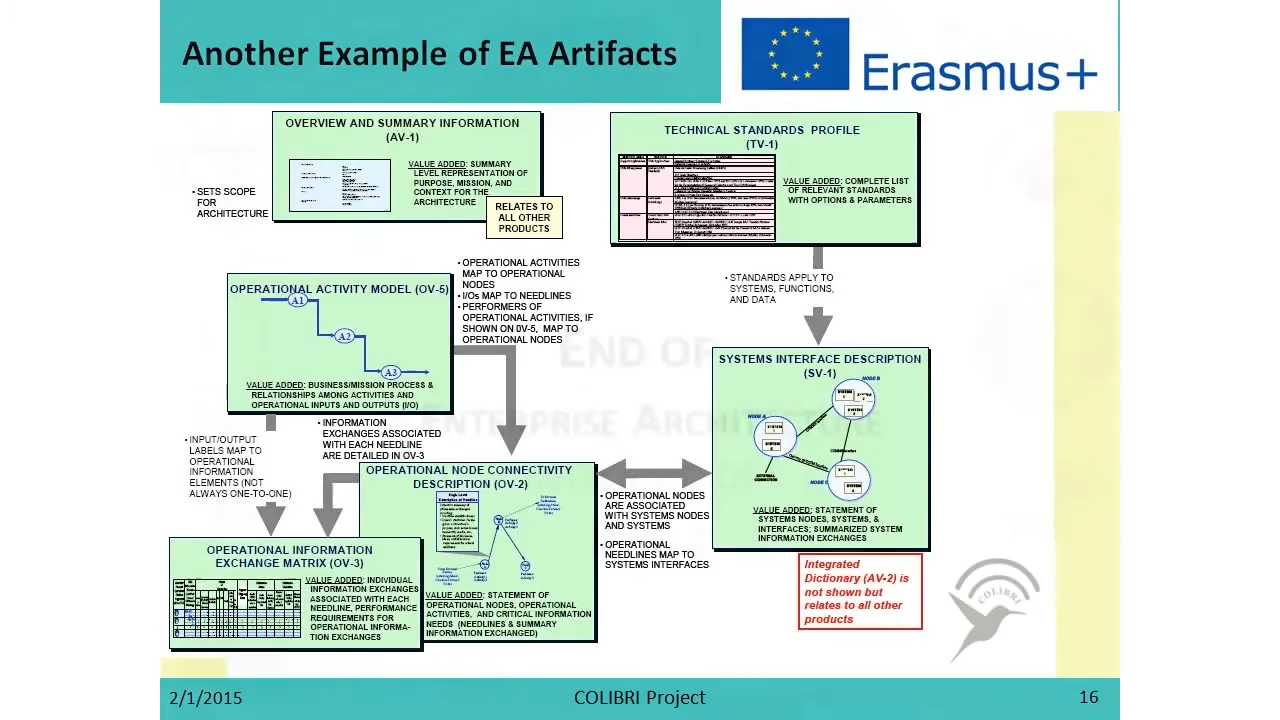 Another Example of EA Artifacts
Erasmus+
OVERVIEW AND SUMMARY INFORMATION
(AV-1)
VALUE ADDED: SUMMARY
LEVEL REPRESENTATION OF
PURPOSE, MISSION, AND
CONTEXT FOR THE
ARCHITECTURE
• SETS SCOPE
FOR
ARCHITECTURE
RELATES TO
ALL OTHER
PRODUCTS
TECHNICAL STANDARDS PROFILE
(TV-1)
VALUE ADDED: COMPLETE LIST
OF RELEVANT STANDARDS
WITH OPTIONS & PARAMETERS
• OPERATIONAL ACTIVITIES
MAP TO OPERATIONAL
NODES
• I/Os MAP TO NEEDLINES
• PERFORMERS OF
OPERATIONAL ACTIVITIES, IF
SHOWN ON 0V-5, MAP TO
OPERATIONAL NODES
• STANDARDS APPLY TO
SYSTEMS, FUNCTIONS,
AND DATA
OPERATIONAL ACTIVITY MODEL (OV-5)
A1
A2
A3
VALUE ADDED: BUSINESS/MISSION PROCESS &
RELATIONSHIPS AMONG ACTIVITIES AND
OPERATIONAL INPUTS AND OUTPUTS (I/O)
END OF
ENTERPRISE ARCHITECTURE
SYSTEMS INTERFACE DESCRIPTION
(SV-1)
NODE B
NODE A
NODE C
EXTERNAL
CONNECTION
VALUE ADDED: STATEMENT OF
SYSTEMS NODES, SYSTEMS, &
INTERFACES; SUMMARIZED SYSTEM
INFORMATION EXCHANGES
• INPUT/OUTPUT
LABELS MAP TO
OPERATIONAL
INFORMATION
ELEMENTS (NOT
ALWAYS ONE-TO-ONE)
• INFORMATION
EXCHANGES ASSOCIATED
WITH EACH NEEDLINE
ARE DETAILED IN OV-3
OPERATIONAL NODE CONNECTIVITY
DESCRIPTION (OV-2)
VALUE ADDED: STATEMENT OF
OPERATIONAL NODES, OPERATIONAL
ACTIVITIES, AND CRITICAL INFORMATION
NEEDS (NEEDLINES & SUMMARY
INFORMATION EXCHANGED)
• OPERATIONAL NODES
ARE ASSOCIATED
WITH SYSTEMS NODES
AND SYSTEMS
• OPERATIONAL
NEEDLINES MAP TO
SYSTEMS INTERFACES
OPERATIONAL INFORMATION
EXCHANGE MATRIX (OV-3)
VALUE ADDED: INDIVIDUAL
INFORMATION EXCHANGES
ASSOCIATED WITH EACH
NEEDLINE, PERFORMANCE
REQUIREMENTS FOR
OPERATIONAL INFORMA-
TION EXCHANGES
Integrated
Dictionary (AV-2) is
not shown but
relates to all other
products
COLIBRI
2/1/2015
COLIBRI Project
16